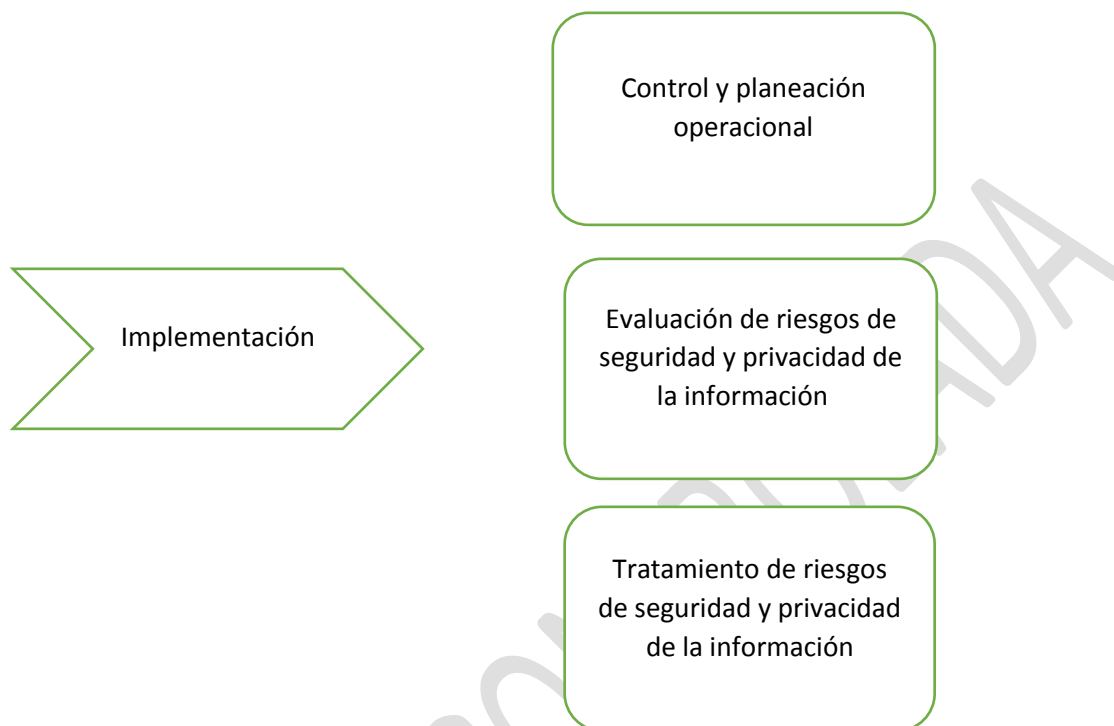 Control y planeación
operacional
Implementación
Evaluación de riesgos de
seguridad y privacidad de
la información
Tratamiento de riesgos
de seguridad y privacidad
de la información